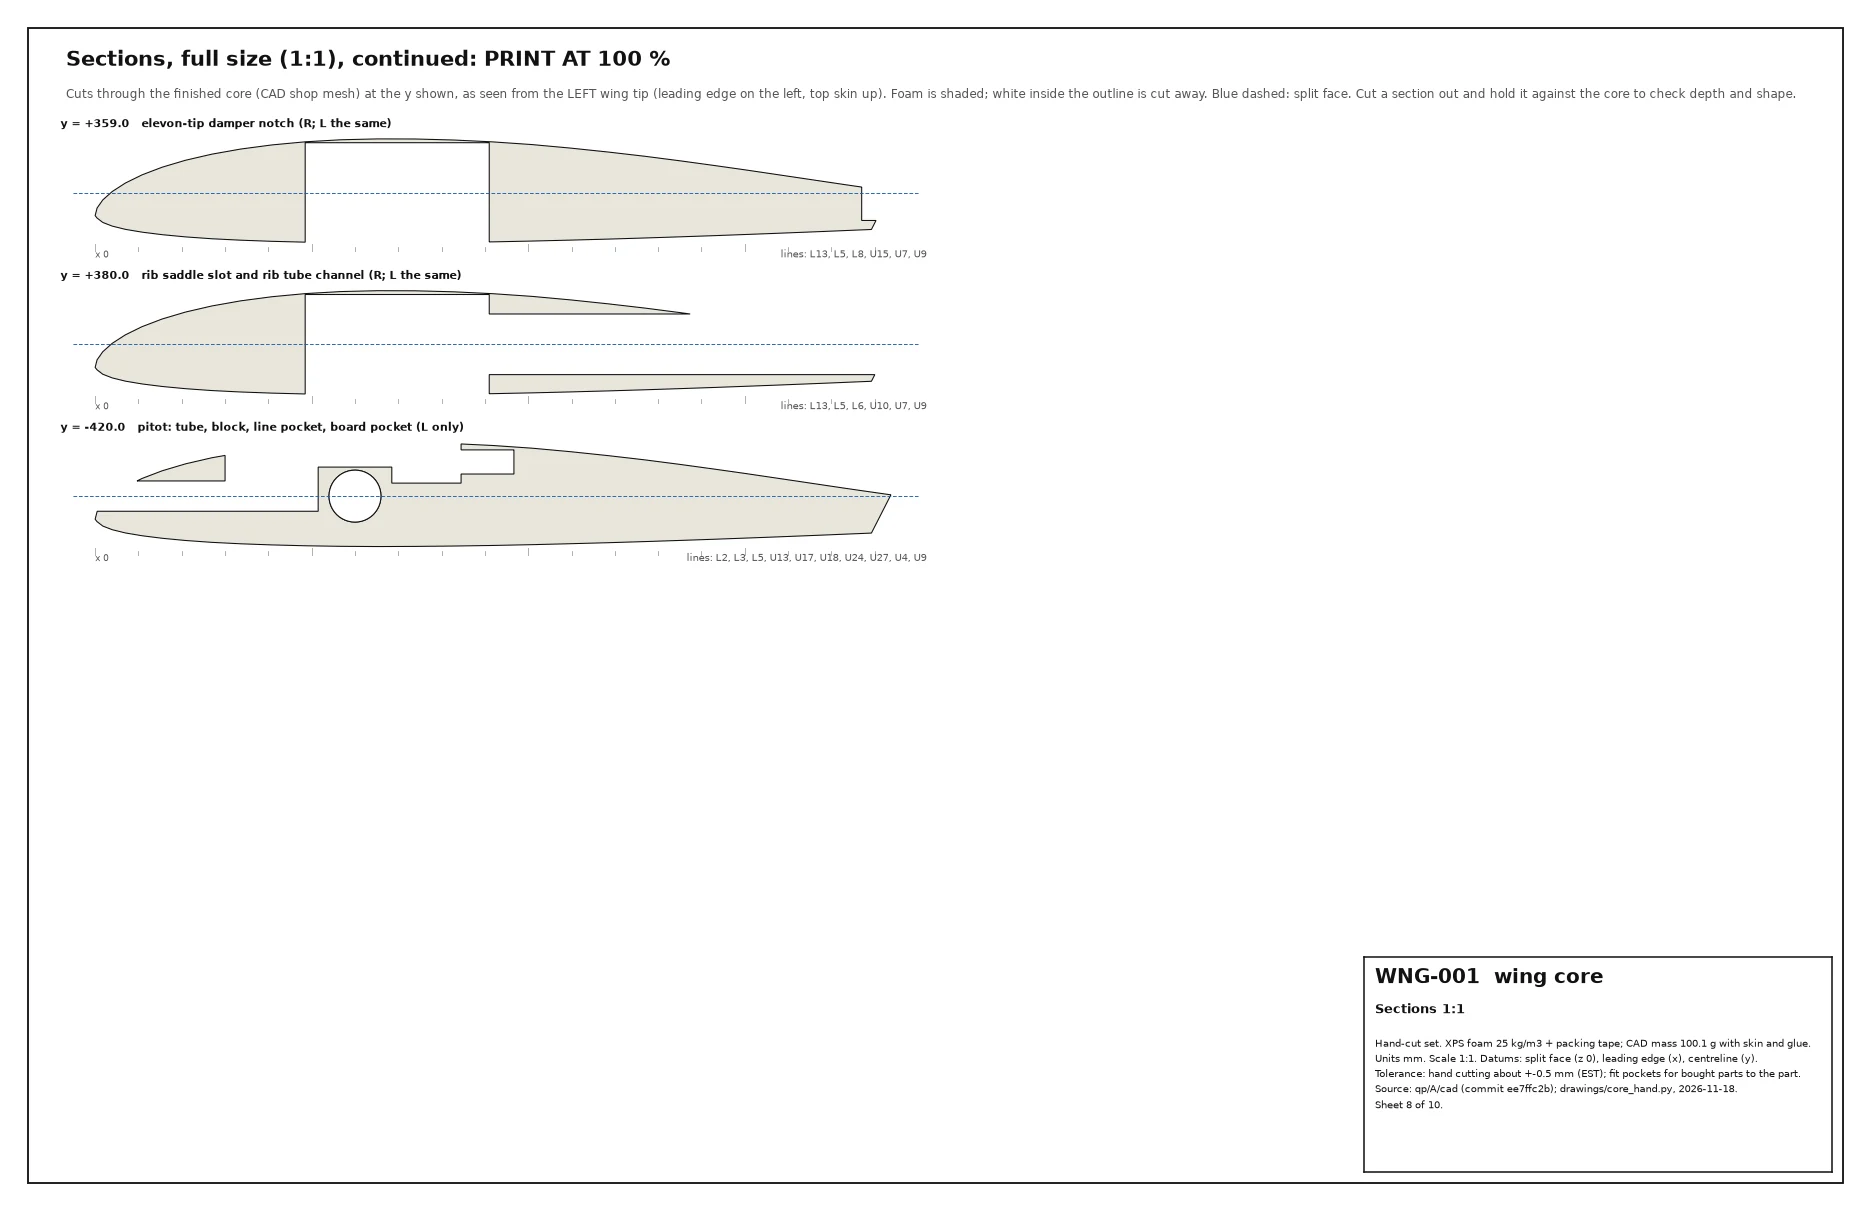 Sections, full size (1:1), continued: PRINT AT 100 %
Cuts through the finished core (CAD shop mesh) at the y shown, as seen from the LEFT wing tip (leading edge on the left, top skin up). Foam is shaded; white inside the outline is cut away. Blue dashed: split face. Cut a section out and hold it against the core to check depth and shape.
y = +359.0 elevon-tip damper notch (R; L the same)
x 0
lines: L13, L5, L8, U15, U7, U9
y = +380.0 rib saddle slot and rib tube channel (R; L the same)
x 0
lines: L13, L5, L6, U10, U7, U9
y = -420.0 pitot: tube, block, line pocket, board pocket (L only)
x 0
lines: L2, L3, L5, U13, U17, U18, U24, U27, U4, U9
WNG-001 wing core
Sections 1:1
Hand-cut set. XPS foam 25 kg/m3 + packing tape; CAD mass 100.1 g with skin and glue.
Units mm. Scale 1:1. Datums: split face (z 0), leading edge (x), centreline (y).
Tolerance: hand cutting about +-0.5 mm (EST); fit pockets for bought parts to the part.
Source: qp/A/cad (commit ee7ffc2b); drawings/core_hand.py, 2026-11-18.
Sheet 8 of 10.